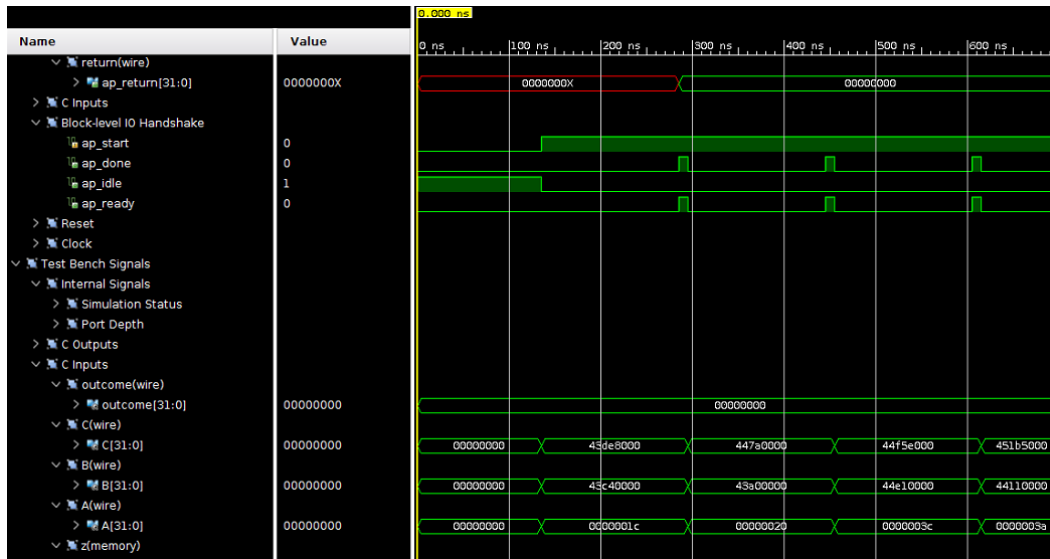 0.000 ns
Name Value 0 ns 100 ns 200 ns 300 ns 400 ns 500 ns 600 ns
return(wire)
ap_return[31:0] 0000000X 0000000X 00000000
C Inputs
Block-level IO Handshake
ap_start 0
ap_done 0
ap_idle 1
ap_ready 0
Reset
Clock
Test Bench Signals
Internal Signals
Simulation Status
Port Depth
C Outputs
C Inputs
outcome(wire)
outcome[31:0] 00000000 00000000
C(wire)
C[31:0] 00000000 00000000 43de8000 447a0000 44f5e000 451b5000
B(wire)
B[31:0] 00000000 00000000 43c40000 43a00000 44e10000 44110000
A(wire)
A[31:0] 00000000 00000000 0000001c 00000020 0000003c 0000003a
z(memory)